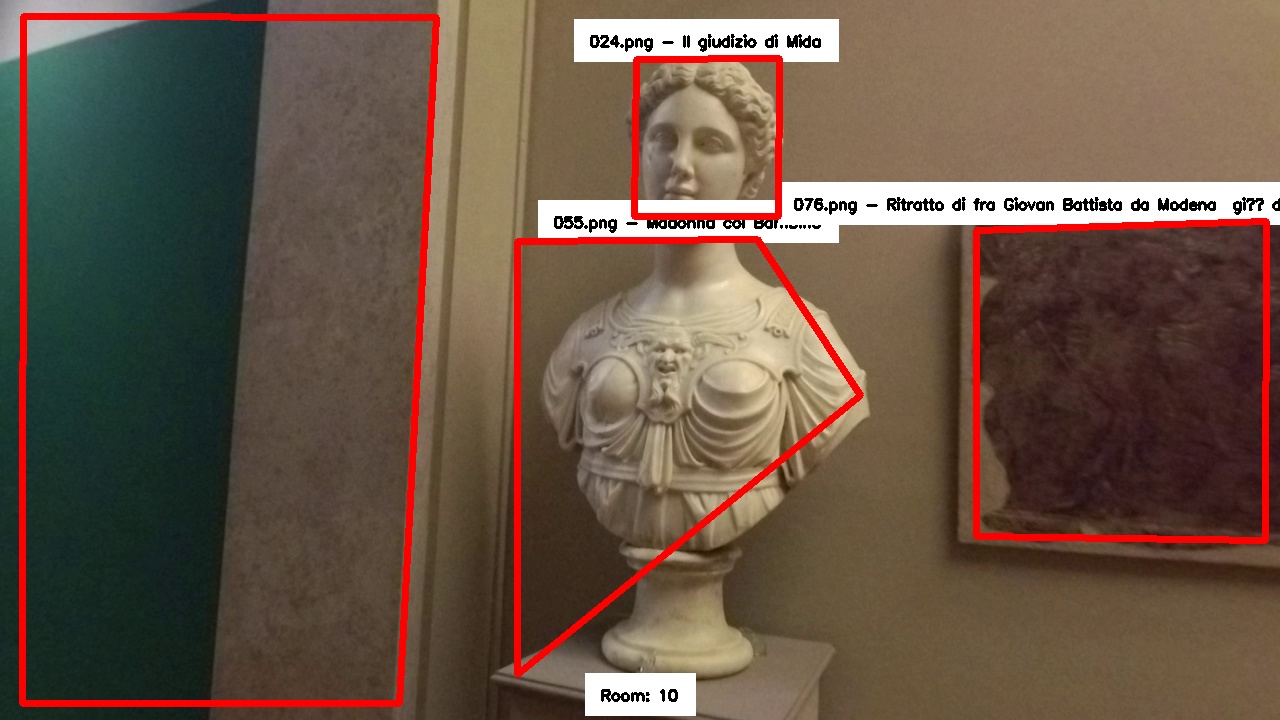 024.png - Il giudizio di Mida
076.png - Ritratto di fra Giovan Battista da Modena gi?? d
055.png - Madonna col Bambino
Room: 10